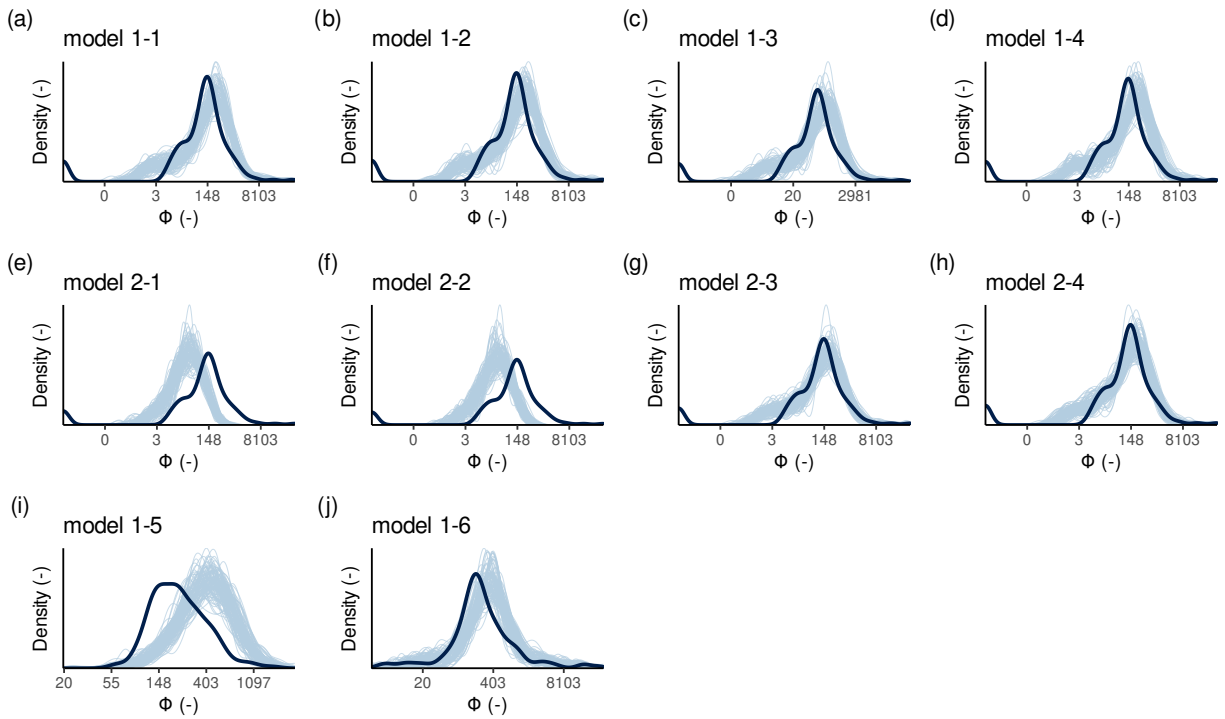 (a) (b) (c) (d)
model 1-1 model 1-2 model 1-3 model 1-4
Density (-) Density (-) Density (-) Density (-)
0 3 148 8103 0 3 148 8103 0 20 2981 0 3 148 8103
Φ (-) Φ (-) Φ (-) Φ (-)
(e) (f) (g) (h)
model 2-1 model 2-2 model 2-3 model 2-4
Density (-) Density (-) Density (-) Density (-)
0 3 148 8103 0 3 148 8103 0 3 148 8103 0 3 148 8103
Φ (-) Φ (-) Φ (-) Φ (-)
(i) (j)
model 1-5 model 1-6
Density (-) Density (-)
20 55 148 403 1097 20 403 8103
Φ (-) Φ (-)